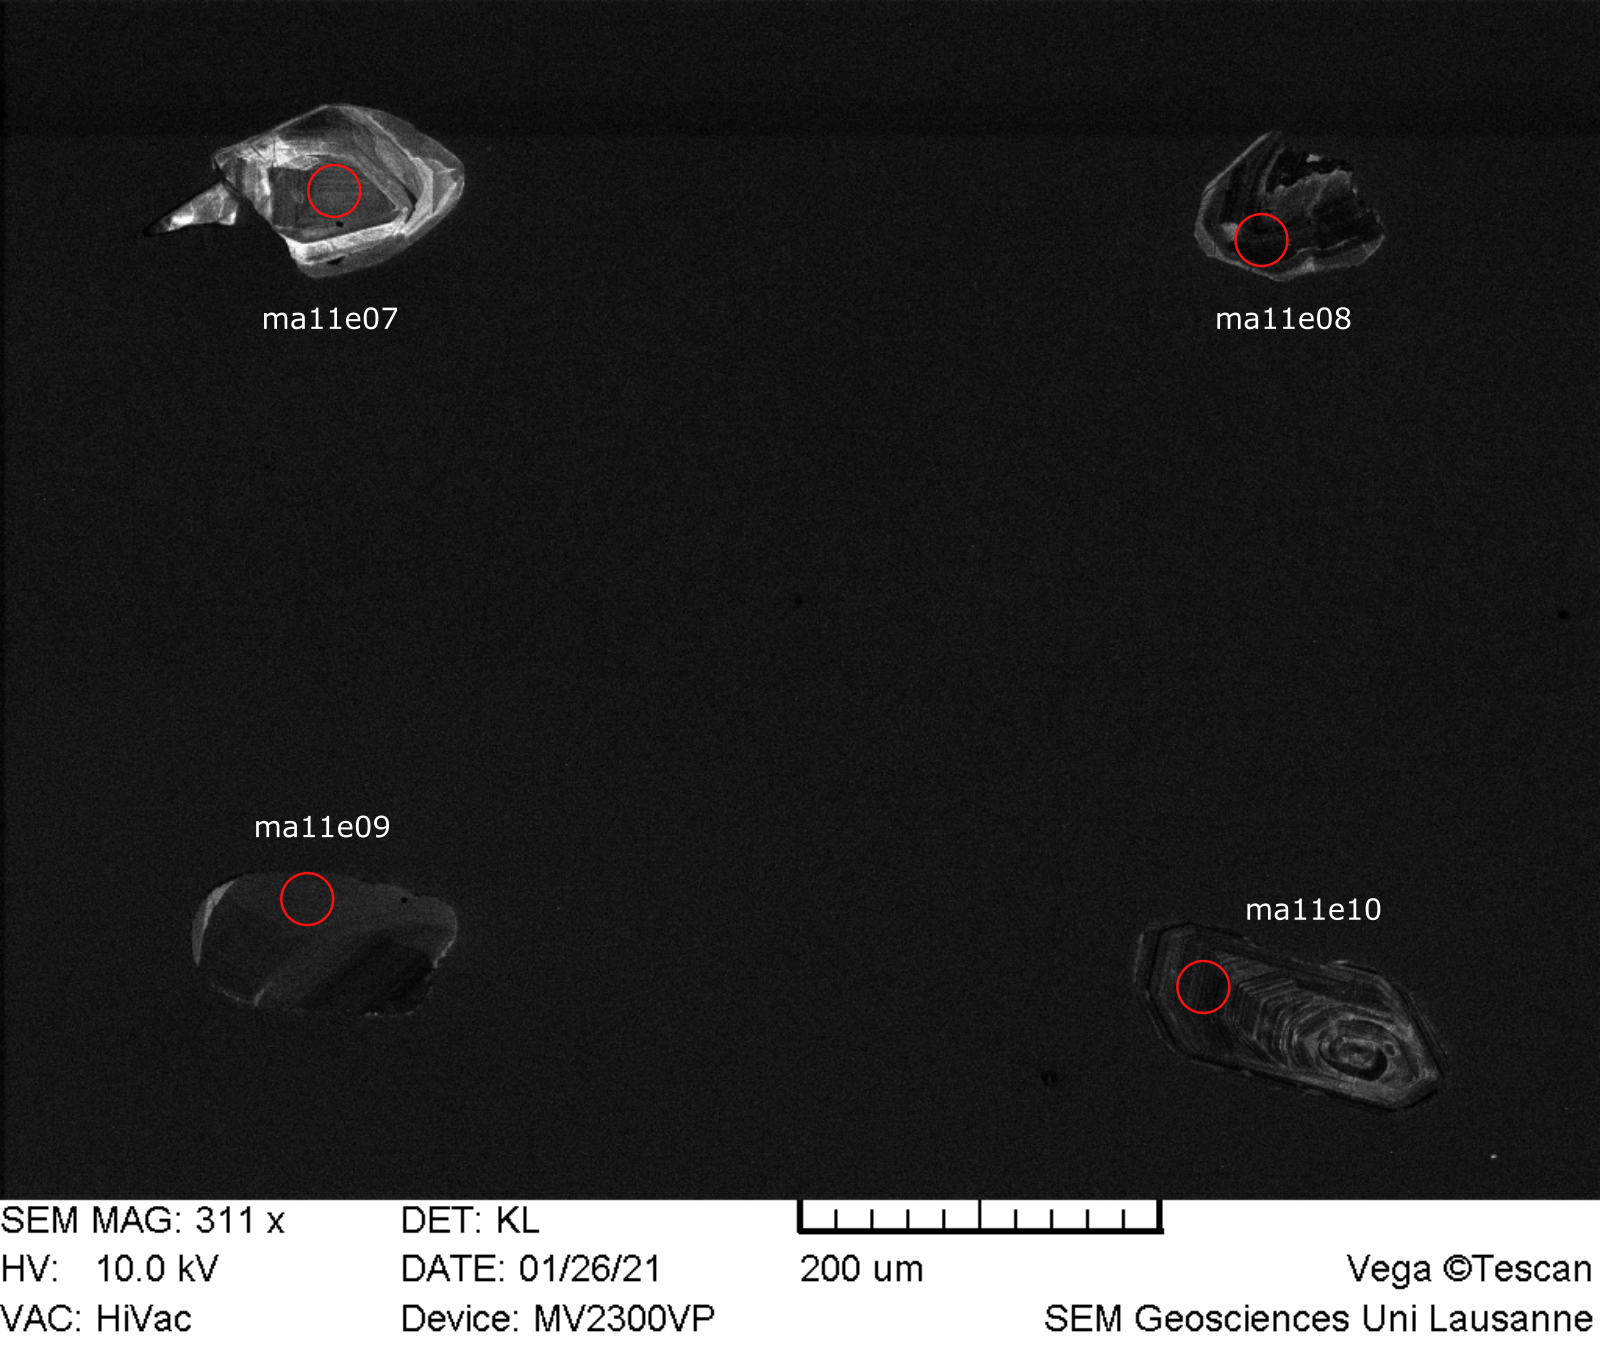 ma11e07
ma11e08
ma11e09
ma11e10
SEM MAG: 311 x
DET: KL
HV: 10.0 kV
DATE: 01/26/21
200 um
Vega ©Tescan
VAC: HiVac
Device: MV2300VP
SEM Geosciences Uni Lausanne